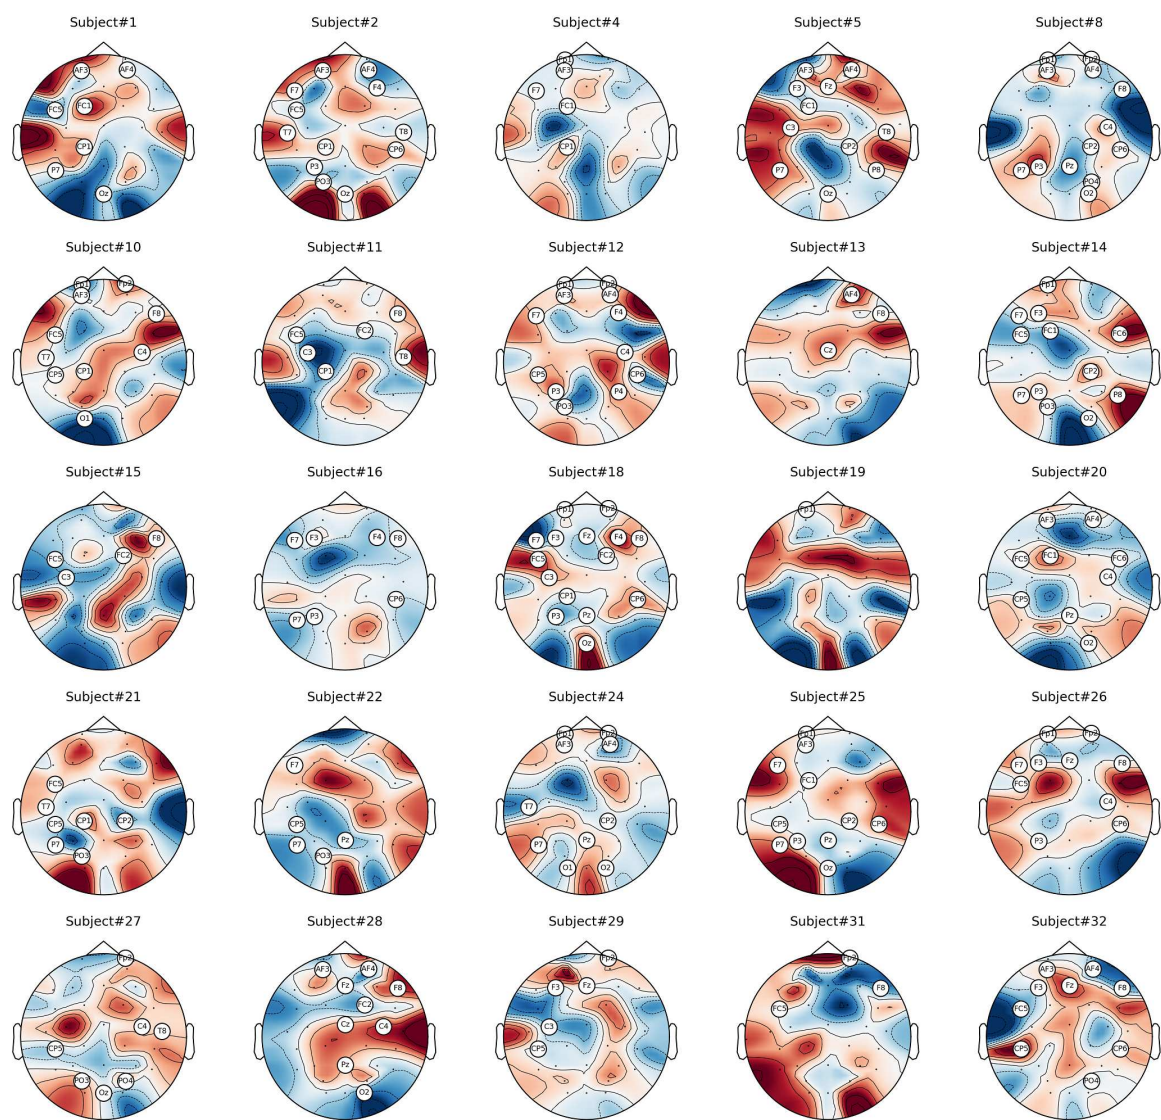 Subject#1 Subject#2 Subject#4 Subject#5 Subject#8
AF3 AF4 AF3 AF4 Fp1 AF3 AF3 AF4 Fp1 Fp2 AF3 AF4
F7 F4 F7 F3 Fz F8
FC5 FC1 FC5 FC1 FC1
T7 T8 C3 T8 C4
CP1 CP1 CP6 CP1 CP2 CP2 CP6
P7 P3 P7 P8 P7 P3 Pz
PO3 PO4
Oz Oz Oz O2
Subject#10 Subject#11 Subject#12 Subject#13 Subject#14
Fp1 Fp2 Fp1 Fp2 Fp1
AF3 AF3 AF4 AF4
F8 F8 F7 F4 F8 F7 F3
FC5 FC5 FC2 FC1 FC5 FC6
T7 C4 C3 T8 C4 Cz
CP5 CP1 CP1 CP5 CP6 CP2
P3 P4 P7 P3 P8
PO3 PO3
O1 O2
Subject#15 Subject#16 Subject#18 Subject#19 Subject#20
Fp1 Fp2 Fp1
AF3 AF4
F8 F7 F3 F4 F8 F7 F3 Fz F4 F8
FC5 FC2 FC5 FC2 FC5 FC1 FC6
C3 C3 C4
CP6 CP1 CP6 CP5
P7 P3 P3 Pz Pz
Oz O2
Subject#21 Subject#22 Subject#24 Subject#25 Subject#26
Fp1 Fp1 Fp1 Fp2
AF3 AF4 AF3
F7 F7 F7 F3 Fz F8
FC5 FC1 FC5
T7 T7 C4
CP5 CP1 CP2 CP5 CP2 CP5 CP2 CP6 CP6
P7 P7 Pz P7 Pz P7 P3 Pz P3
PO3 PO3
O1 O2 Oz
Subject#27 Subject#28 Subject#29 Subject#31 Subject#32
Fp2 Fp2 Fp2
AF3 AF4 AF3 AF4
Fz F8 F3 Fz F8 F3 Fz F8
FC2 FC5 FC5
C4 T8 Cz C4 C3
CP5 CP5 CP5 CP6
Pz
PO3 PO4 PO4
Oz O2